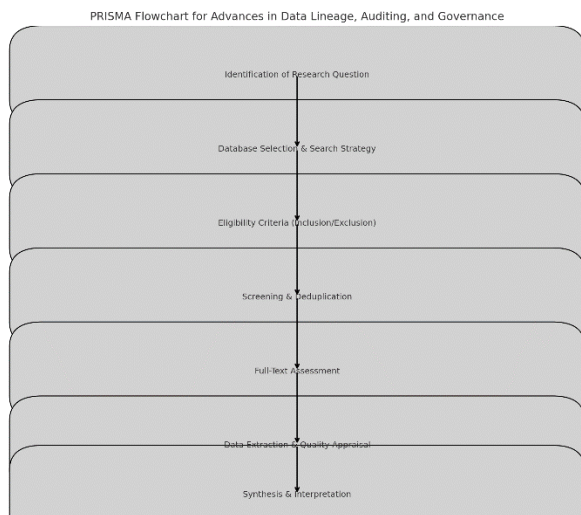 PRISMA Flowchart for Advances in Data Lineage, Auditing, and Governance
Identification of Research Question
Database Selection & Search Strategy
Eligibility Criteria (Inclusion/Exclusion)
Screening & Deduplication
Full-Text Assessment
Data Extraction & Quality Appraisal
Synthesis & Interpretation